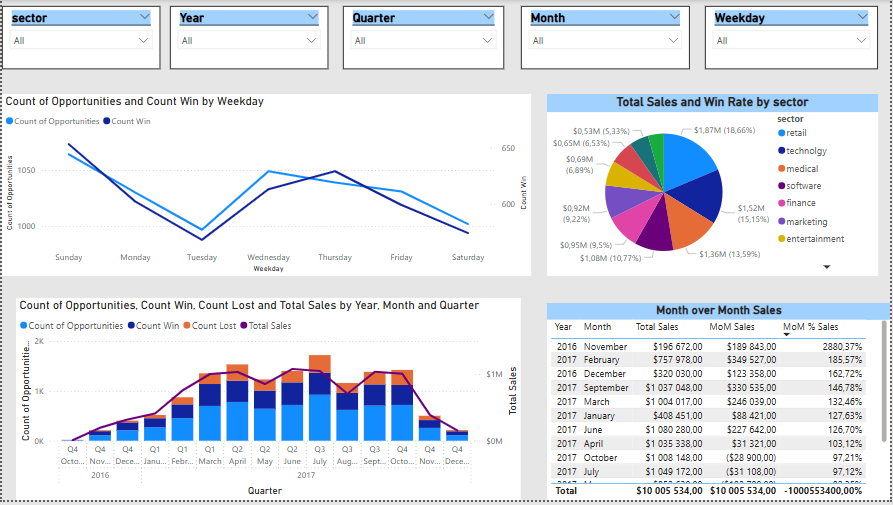 sector
Year
Quarter
Month
Weekday
All
All
All
All
All
Count of Opportunities and Count Win by Weekday
Count of Opportunities Count Win
Count of Opportunities
1050
1000
650
600
Count Win
Sunday Monday Tuesday Wednesday Thursday Friday Saturday
Weekday
Total Sales and Win Rate by sector
$0,53M (5,33%)
$0,65M (6,53%)
$0,69M
(6,89%)
$0,92M
(9,22%)
$0,95M (9,5%)
$1,08M (10,77%)
$1,87M (18,66%)
$1,52M
(15,15%)
$1,36M (13,59%)
sector
retail
technolgy
medical
software
finance
marketing
entertainment
Count of Opportunities, Count Win, Count Lost and Total Sales by Year, Month and Quarter
Count of Opportunities Count Win Count Lost Total Sales
Count of Opportunitie...
2K
1K
0K
$1M
$0M
Total Sales
Q4 Q4 Q4 Q1 Q1 Q1 Q2 Q2 Q2 Q3 Q3 Q3 Q4 Q4 Q4
Octo... Nov... Dece... Janu... Febr... March April May June July Aug... Sept... Octo... Nov... Dece...
2016 2017
Quarter
Month over Month Sales
Year Month Total Sales MoM Sales MoM % Sales
2016 November $196 672,00 $189 843,00 2880,37%
2017 February $757 978,00 $349 527,00 185,57%
2016 December $320 030,00 $123 358,00 162,72%
2017 September $1 037 048,00 $330 535,00 146,78%
2017 March $1 004 017,00 $246 039,00 132,46%
2017 January $408 451,00 $88 421,00 127,63%
2017 June $1 080 280,00 $227 642,00 126,70%
2017 April $1 035 338,00 $31 321,00 103,12%
2017 October $1 008 148,00 ($28 900,00) 97,21%
2017 July $1 049 172,00 ($31 108,00) 97,12%
Total $10 005 534,00 $10 005 534,00 -1000553400,00%